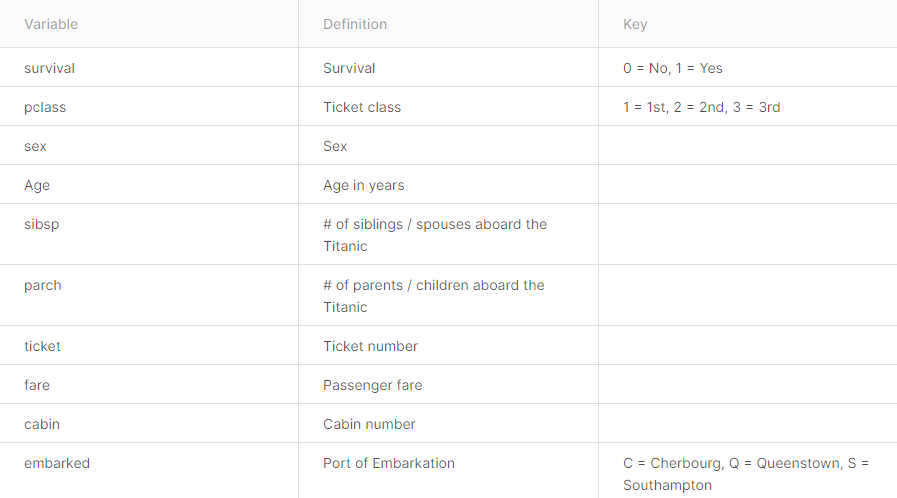 Variable Definition Key
survival Survival 0 = No, 1 = Yes
pclass Ticket class 1 = 1st, 2 = 2nd, 3 = 3rd
sex Sex
Age Age in years
sibsp # of siblings / spouses aboard the
Titanic
parch # of parents / children aboard the
Titanic
ticket Ticket number
fare Passenger fare
cabin Cabin number
embarked Port of Embarkation C = Cherbourg, Q = Queenstown, S =
Southampton